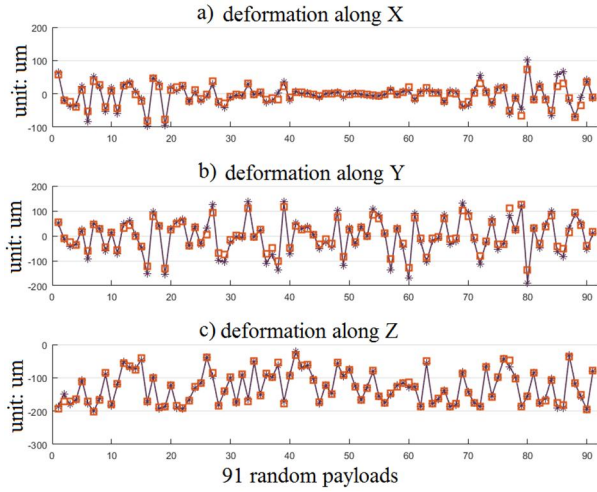 a) deformation along X
unit: um
200
100
0
-100
0 10 20 30 40 50 60 70 80 90
b) deformation along Y
unit: um
200
100
0
-100
-200
0 10 20 30 40 50 60 70 80 90
c) deformation along Z
unit: um
0
-100
-200
-300
0 10 20 30 40 50 60 70 80 90
91 random payloads